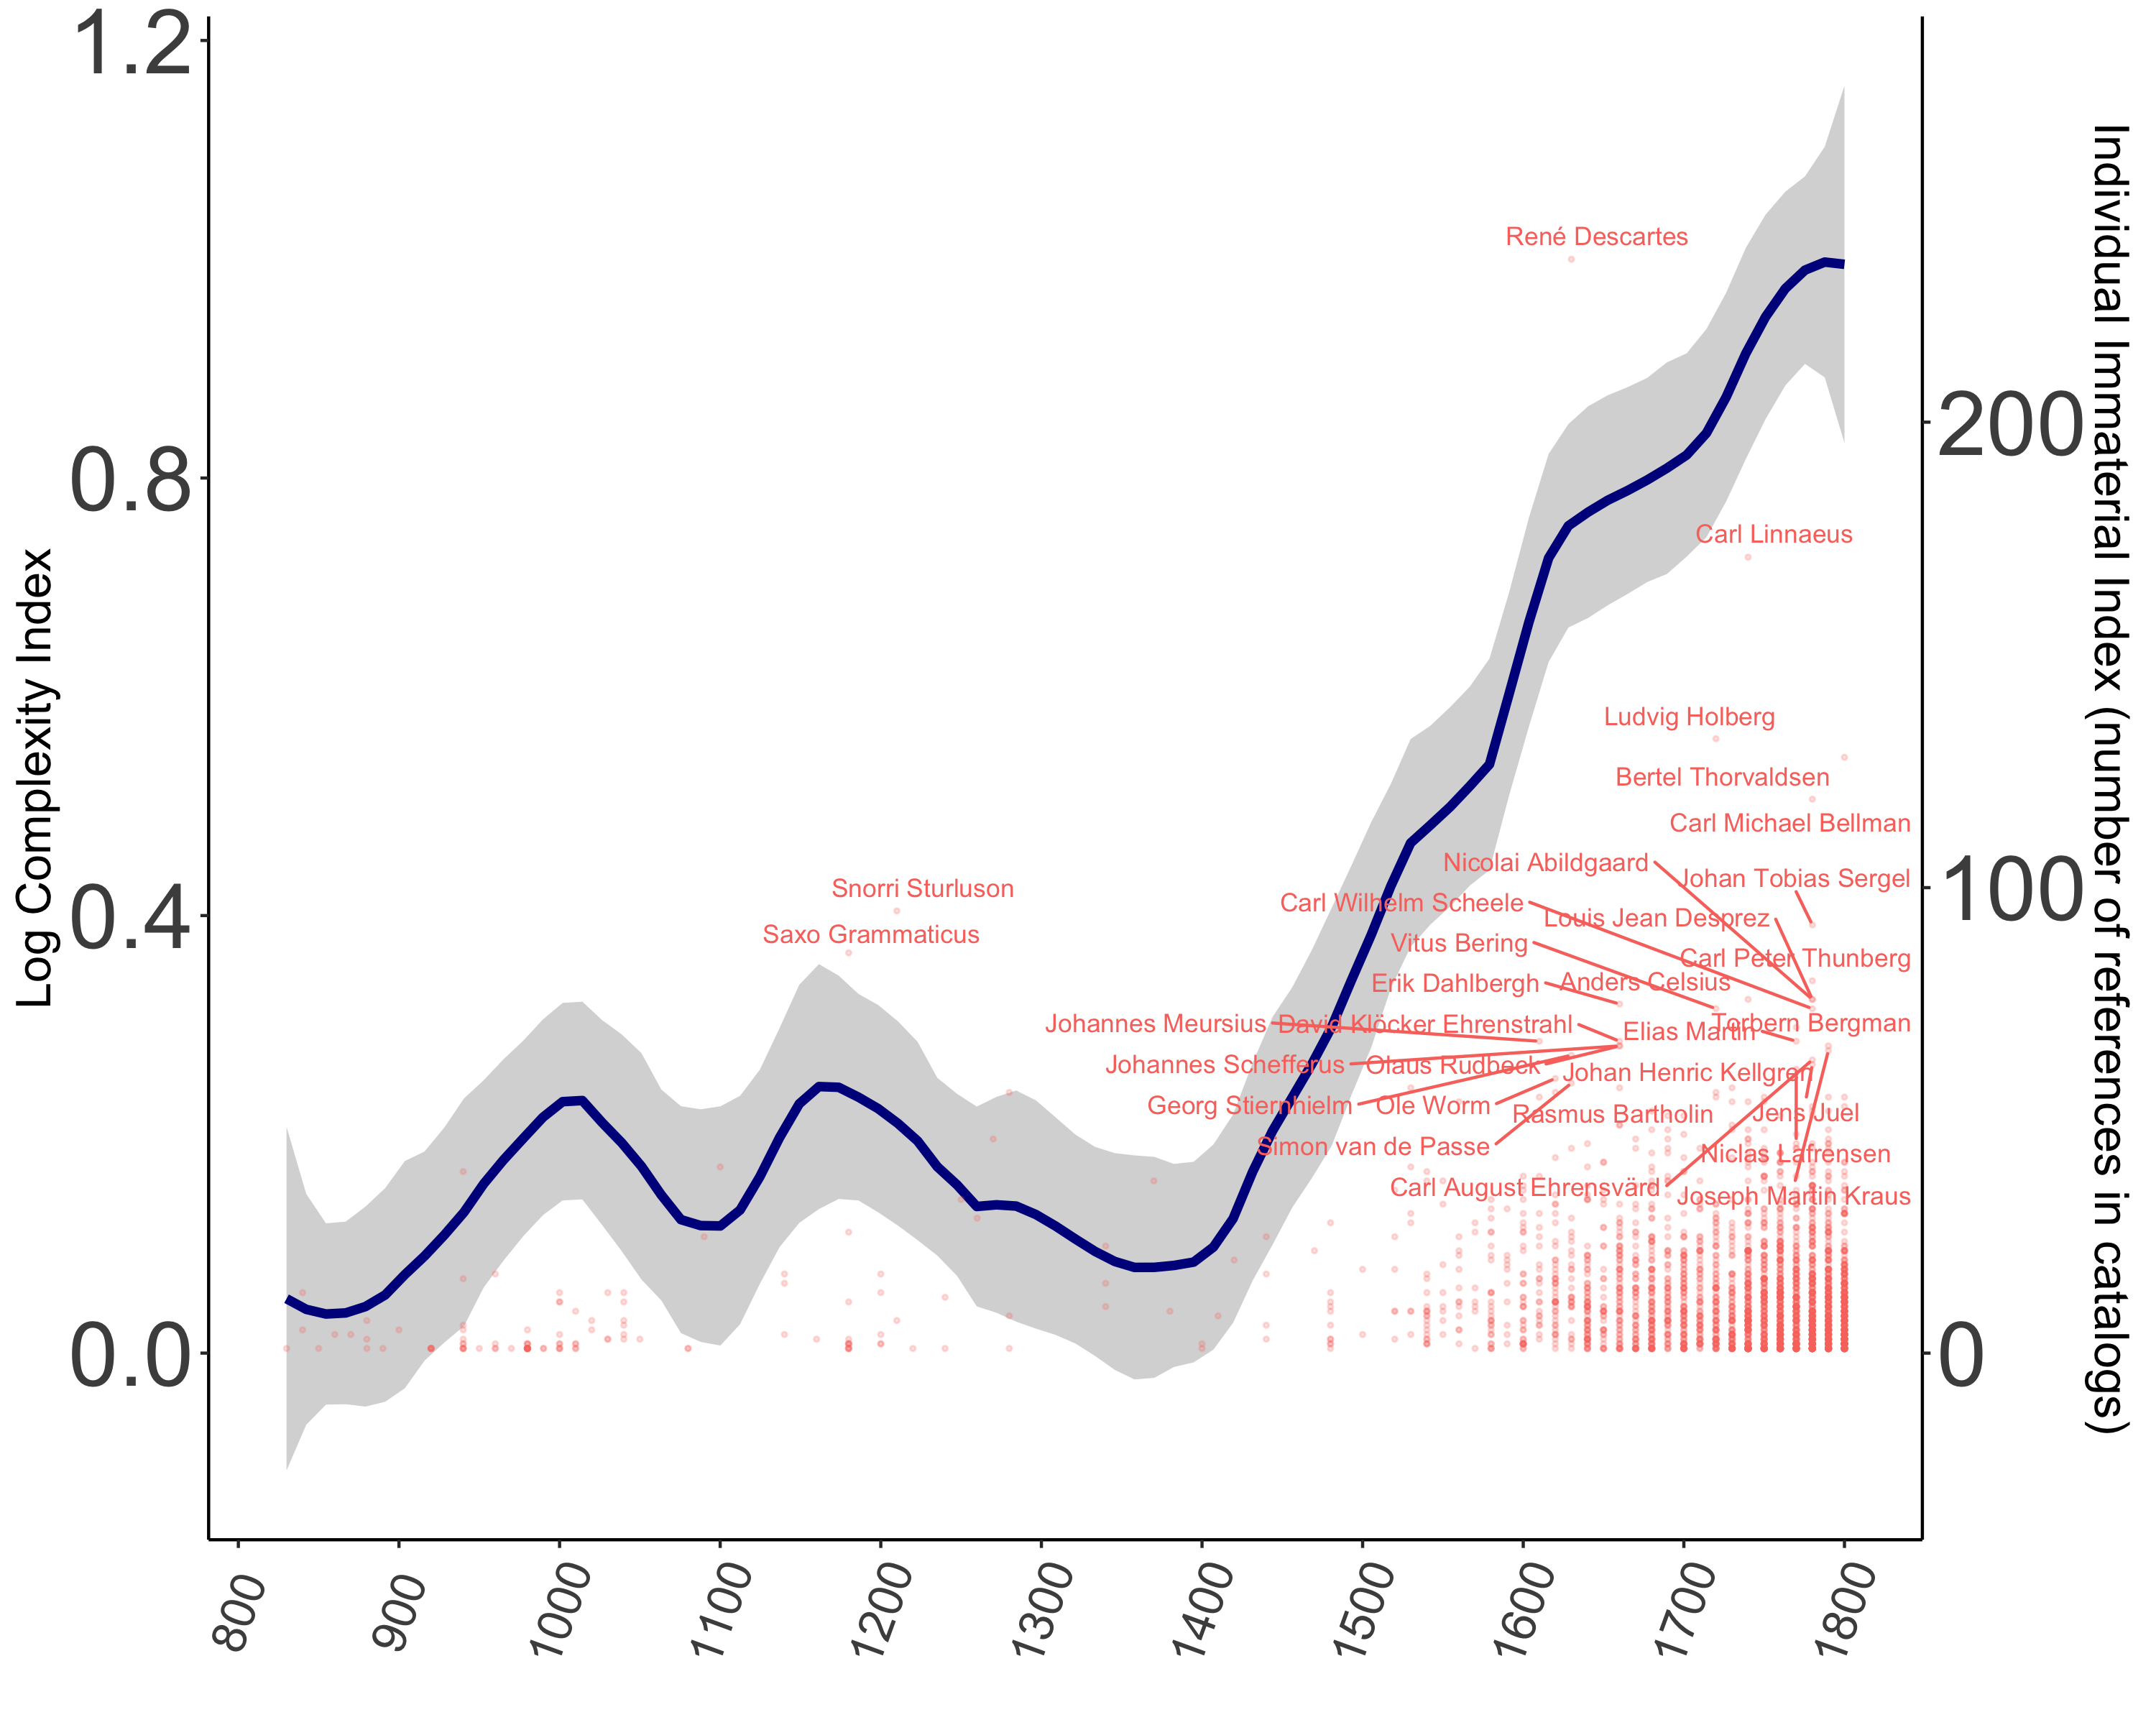 1.2
0.8
0.4
0.0
Log Complexity Index
René Descartes
Carl Linnaeus
Ludvig Holberg
Bertel Thorvaldsen
Carl Michael Bellman
Nicolai Abildgaard
Johan Tobias Sergel
Snorri Sturluson
Carl Wilhelm Scheele
Louis Jean Desprez
Saxo Grammaticus
Vitus Bering
Carl Peter Thunberg
Erik Dahlbergh
Anders Celsius
Johannes Meursius
David Klöcker Ehrenstrahl
Elias Martin
Torbern Bergman
Johannes Schefferus
Olaus Rudbeck
Johan Henric Kellgren
Georg Stiernhielm
Ole Worm
Rasmus Bartholin
Jens Juel
Simon van de Passe
Niclas Lafrensen
Carl August Ehrensvärd
Joseph Martin Kraus
200
100
0
Individual Immaterial Index (number of references in catalogs)
800
900
1000
1100
1200
1300
1400
1500
1600
1700
1800